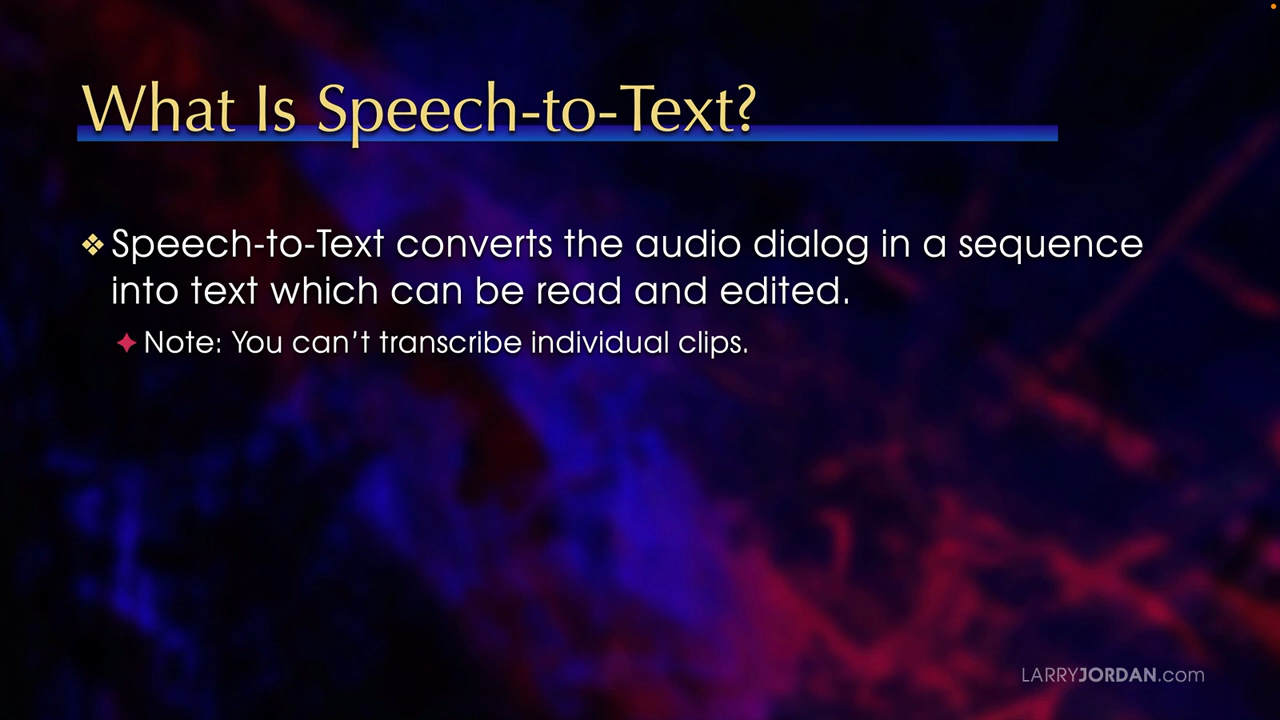 What Is Speech-to-Text?
❖ Speech-to-Text converts the audio dialog in a sequence
into text which can be read and edited.
✦ Note: You can’t transcribe individual clips.
LARRYJORDAN.com